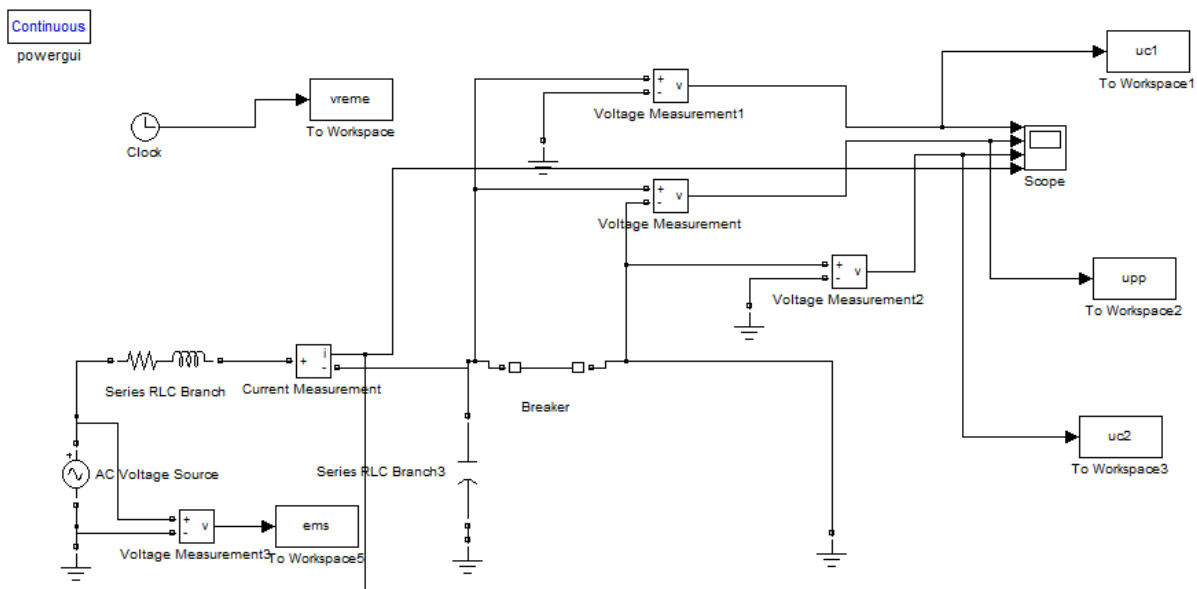 Continuous
powergui
vreme
To Workspace
Clock
+
-
v
Voltage Measurement1
uc1
To Workspace1
Scope
+
-
v
Voltage Measurement
+
-
v
Voltage Measurement2
upp
To Workspace2
Series RLC Branch
+
i
-
Current Measurement
Breaker
uc2
To Workspace3
+
AC Voltage Source
Series RLC Branch3
+
-
v
Voltage Measurement3
ems
To Workspace5